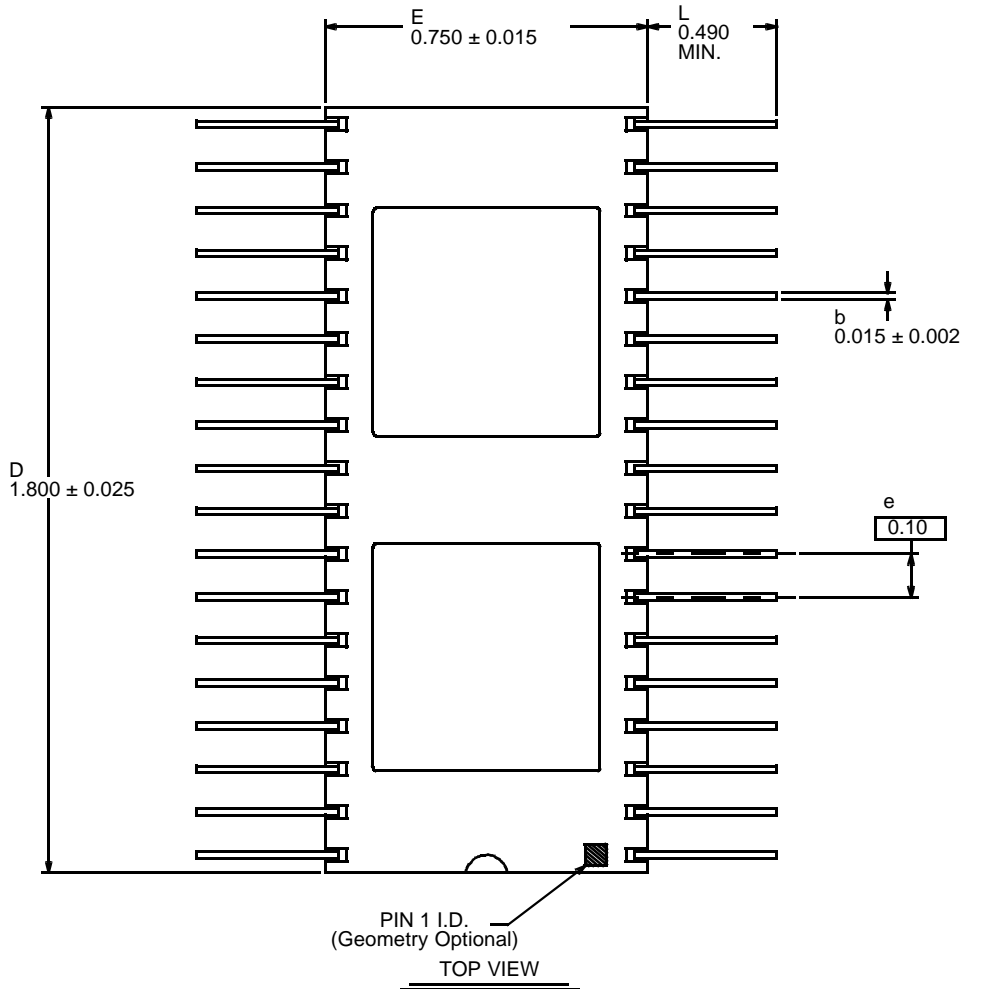 E
0.750 ± 0.015
L
0.490
MIN.
b
0.015 ± 0.002
D
1.800 ± 0.025
e
0.10
PIN 1 I.D.
(Geometry Optional)
TOP VIEW